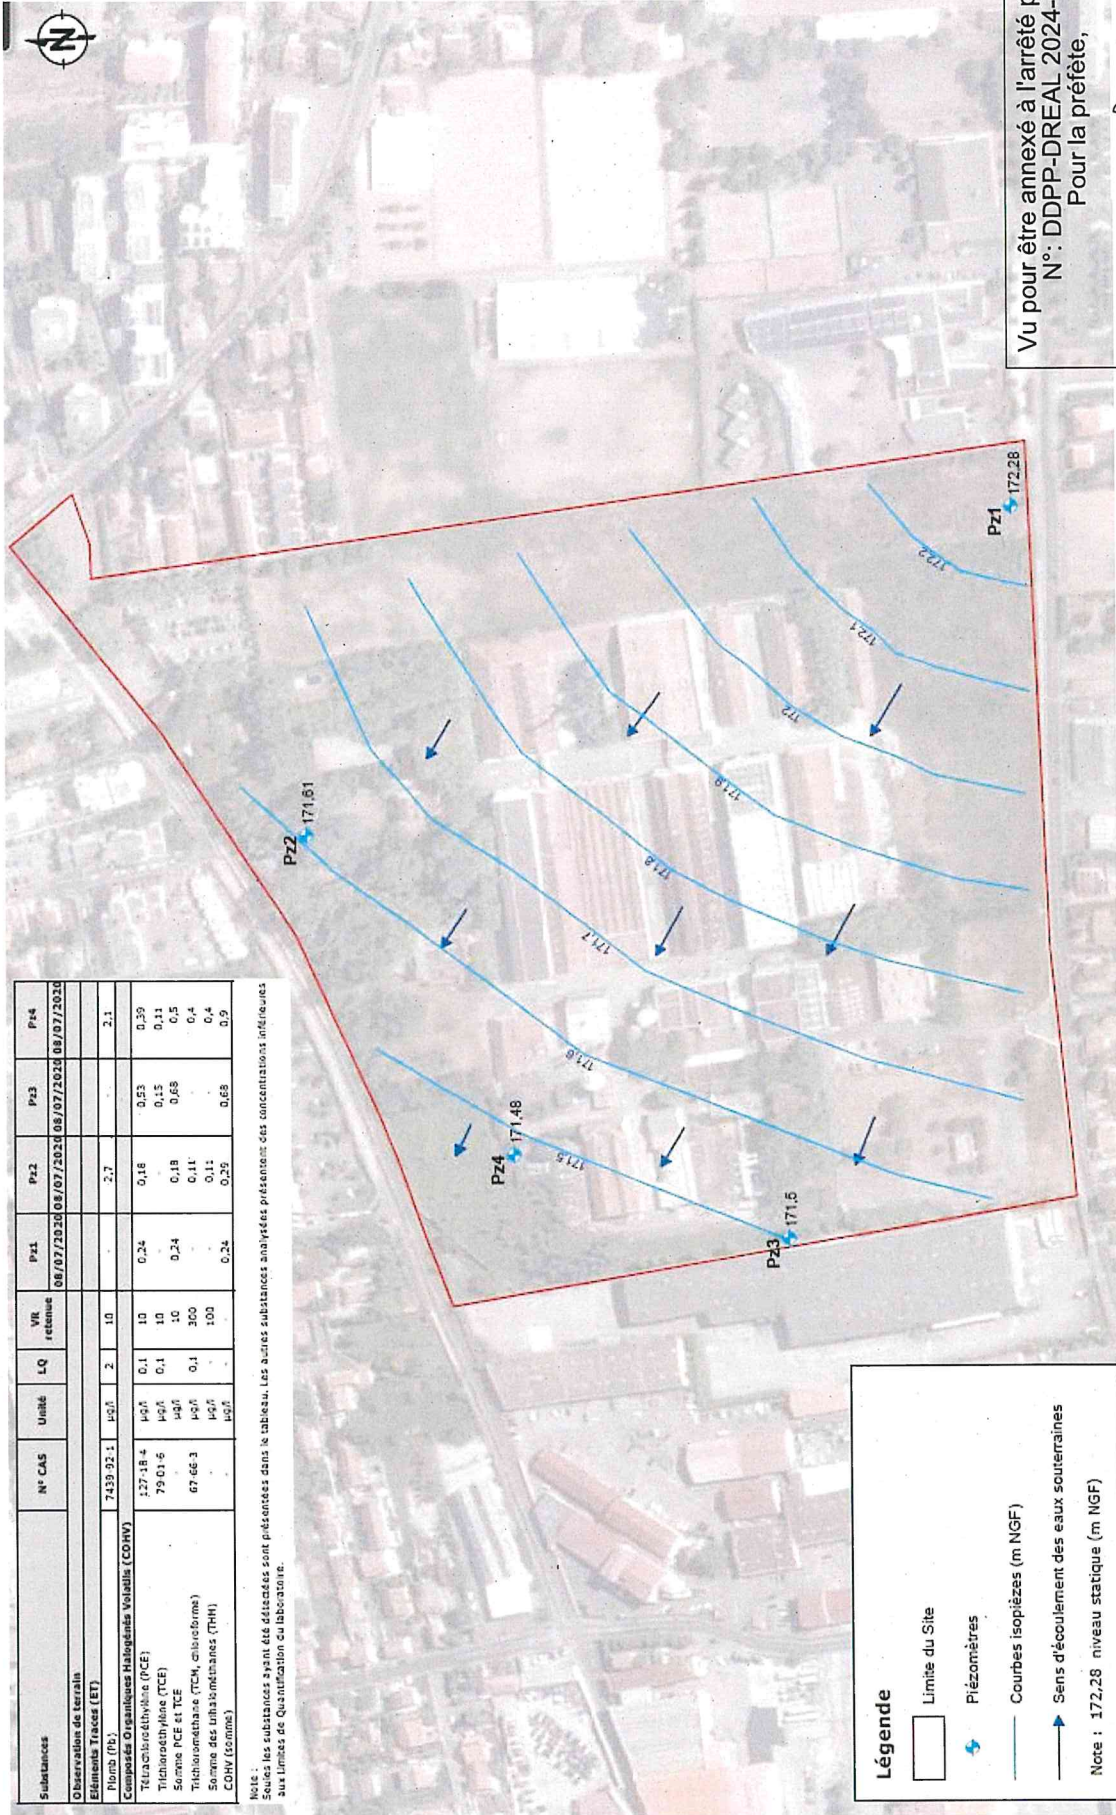 N
Substances N° CAS Unité LQ VR retenue Pz1 Pz2 Pz3 Pz4
08/07/2020 08/07/2020 08/07/2020 08/07/2020
Observation de terrain
Eléments Traces (ET)
Plomb (Pb) 7439-92-1 µg/l 2 10 - 2,7 - 2,1
Composés Organiques Halogénés Volatils (COHV)
Tétrachloroéthylène (PCE) 127-18-4 µg/l 0,1 10 0,24 0,18 0,53 0,39
Trichloroéthylène (TCE) 79-01-6 µg/l 0,1 10 - - 0,15 0,11
Somme PCE et TCE - µg/l - 10 0,24 0,18 0,68 0,5
Trichlorométhane (TCM, chloroforme) 67-66-3 µg/l 0,1 300 - 0,11 - 0,4
Somme des trihalométhanes (THM) - µg/l - 100 - 0,11 - 0,4
COHV (somme) - µg/l - - 0,24 0,29 0,68 0,9
Note :
Seules les substances ayant été détectées sont présentées dans le tableau. Les autres substances analysées présentent des concentrations inférieures
aux Limites de Quantification du laboratoire.
Pz2
171,61
Pz4
171,48
Pz3
171,5
Pz1
172,28
171,5
171,6
171,7
171,8
171,9
172
172,1
172,2
Légende
Limite du Site
Piézomètres
Courbes isopièzes (m NGF)
Sens d'écoulement des eaux souterraines
Note : 172,28 niveau statique (m NGF)
Vu pour être annexé à l'arrêté p
N°: DDPP-DREAL 2024-
Pour la préfète,